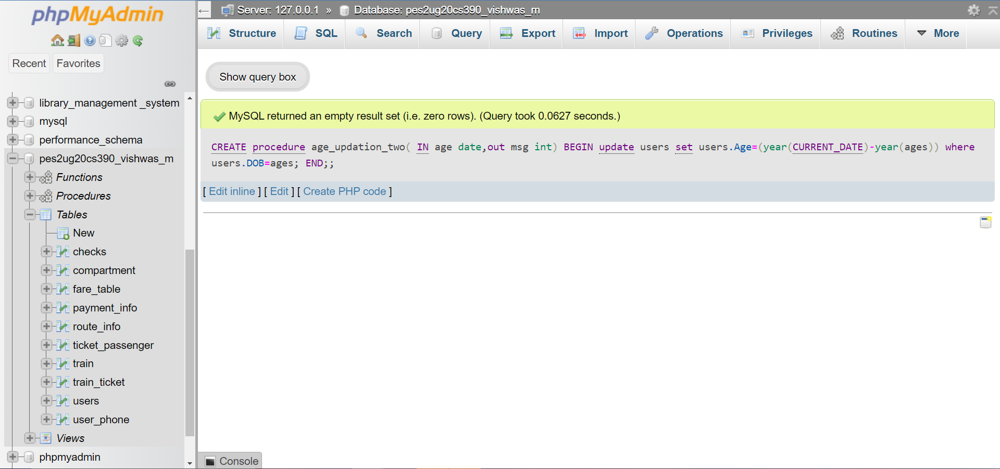 phpMyAdmin
Recent Favorites
library_management _system
mysql
performance_schema
pes2ug20cs390_vishwas_m
Functions
Procedures
Tables
New
checks
compartment
fare_table
payment_info
route_info
ticket_passenger
train
train_ticket
users
user_phone
Views
phpmyadmin
Server: 127.0.0.1 » Database: pes2ug20cs390_vishwas_m
Structure SQL Search Query Export Import Operations Privileges Routines More
Show query box
MySQL returned an empty result set (i.e. zero rows). (Query took 0.0627 seconds.)
CREATE procedure age_updation_two( IN age date,out msg int) BEGIN update users set users.Age=(year(CURRENT_DATE)-year(ages)) where
users.DOB=ages; END;;
[ Edit inline ] [ Edit ] [ Create PHP code ]
Console